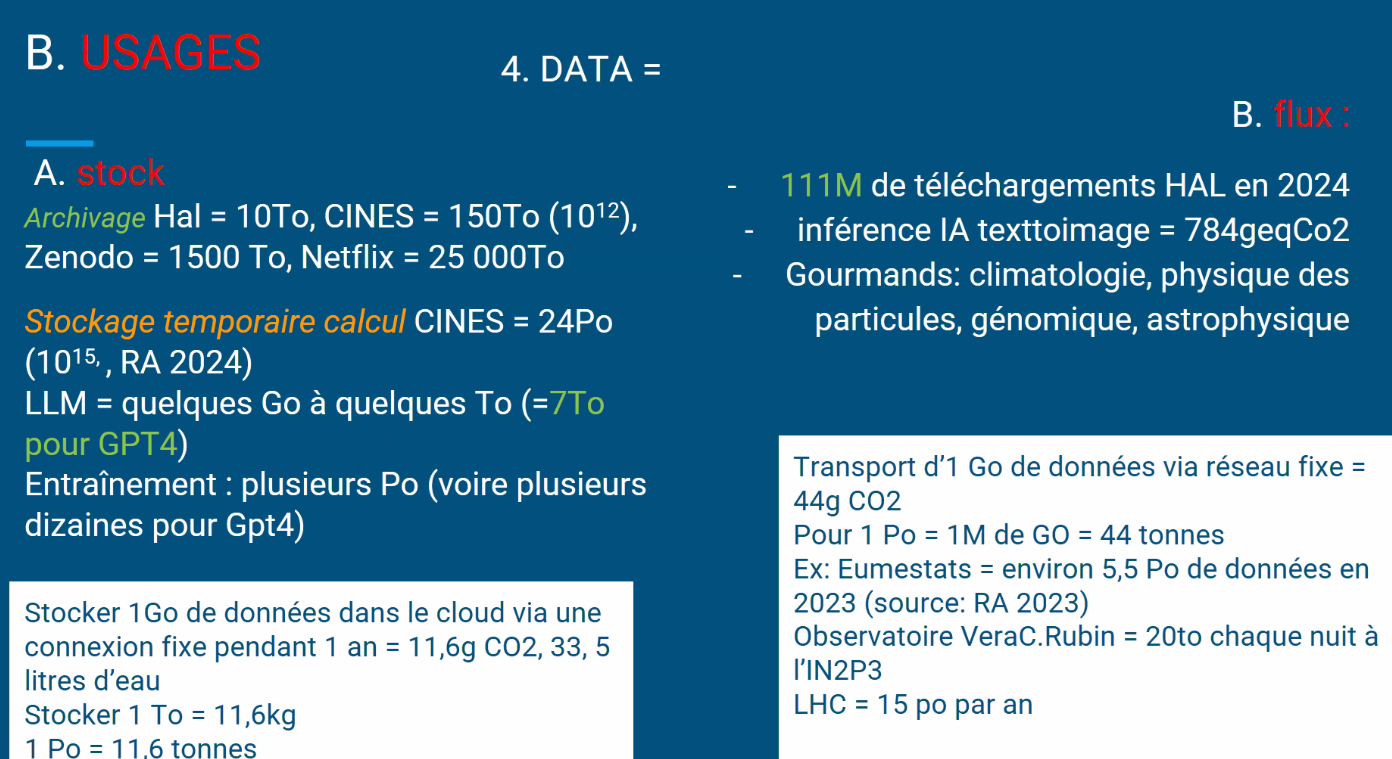 B. USAGES
4. DATA =
A. stock
Archivage Hal = 10To, CINES = 150To (10¹²),
Zenodo = 1500 To, Netflix = 25 000To
Stockage temporaire calcul CINES = 24Po
(10¹⁵, , RA 2024)
LLM = quelques Go à quelques To (=7To
pour GPT4)
Entraînement : plusieurs Po (voire plusieurs
dizaines pour Gpt4)
Stocker 1Go de données dans le cloud via une
connexion fixe pendant 1 an = 11,6g CO2, 33, 5
litres d’eau
Stocker 1 To = 11,6kg
1 Po = 11,6 tonnes
B. flux :
- 111M de téléchargements HAL en 2024
- inférence IA texttoimage = 784geqCo2
- Gourmands: climatologie, physique des
particules, génomique, astrophysique
Transport d’1 Go de données via réseau fixe =
44g CO2
Pour 1 Po = 1M de GO = 44 tonnes
Ex: Eumestats = environ 5,5 Po de données en
2023 (source: RA 2023)
Observatoire VeraC.Rubin = 20to chaque nuit à
l’IN2P3
LHC = 15 po par an